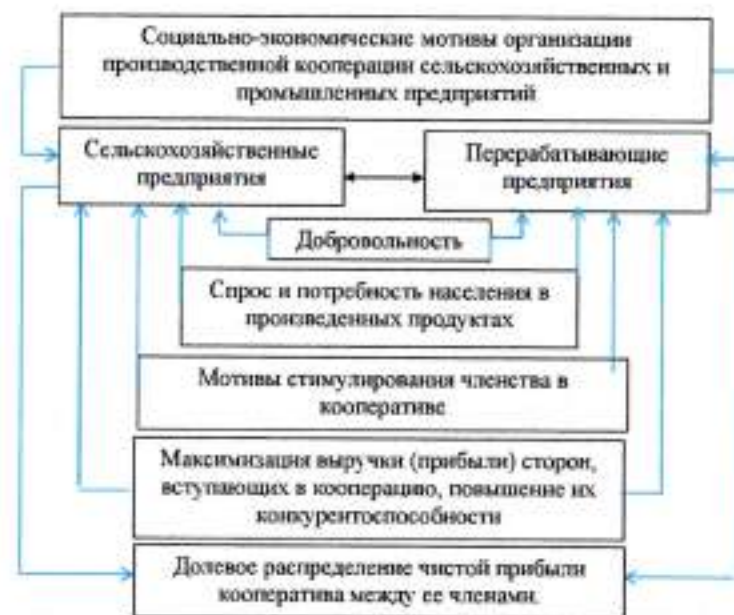 Социально-экономические мотивы организации
производственной кооперации сельскохозяйственных и
промышленных предприятий
Сельскохозяйственные
предприятия
Перерабатывающие
предприятия
Добровольность
Спрос и потребность населения в
произведенных продуктах
Мотивы стимулирования членства в
кооперативе
Максимизация выручки (прибыли) сторон,
вступающих в кооперацию, повышение их
конкурентоспособности
Долевое распределение чистой прибыли
кооператива между ее членами.